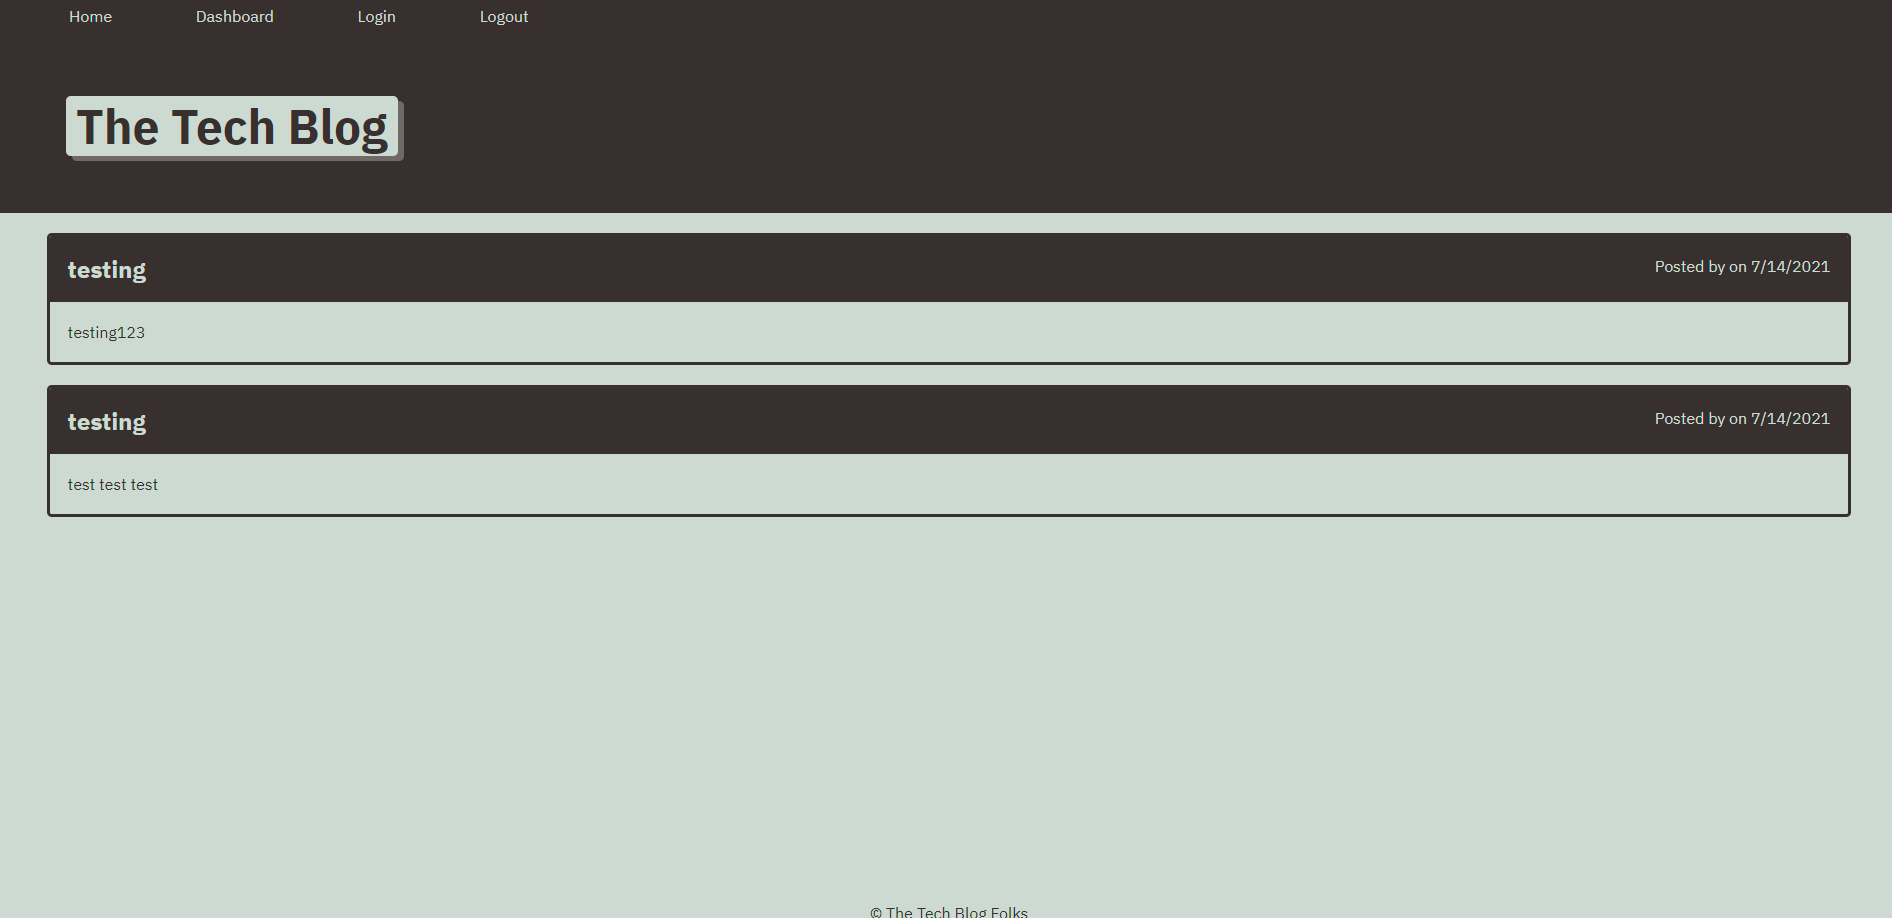 Home Dashboard Login Logout
The Tech Blog
testing Posted by on 7/14/2021
testing123
testing Posted by on 7/14/2021
test test test
© The Tech Blog Folks